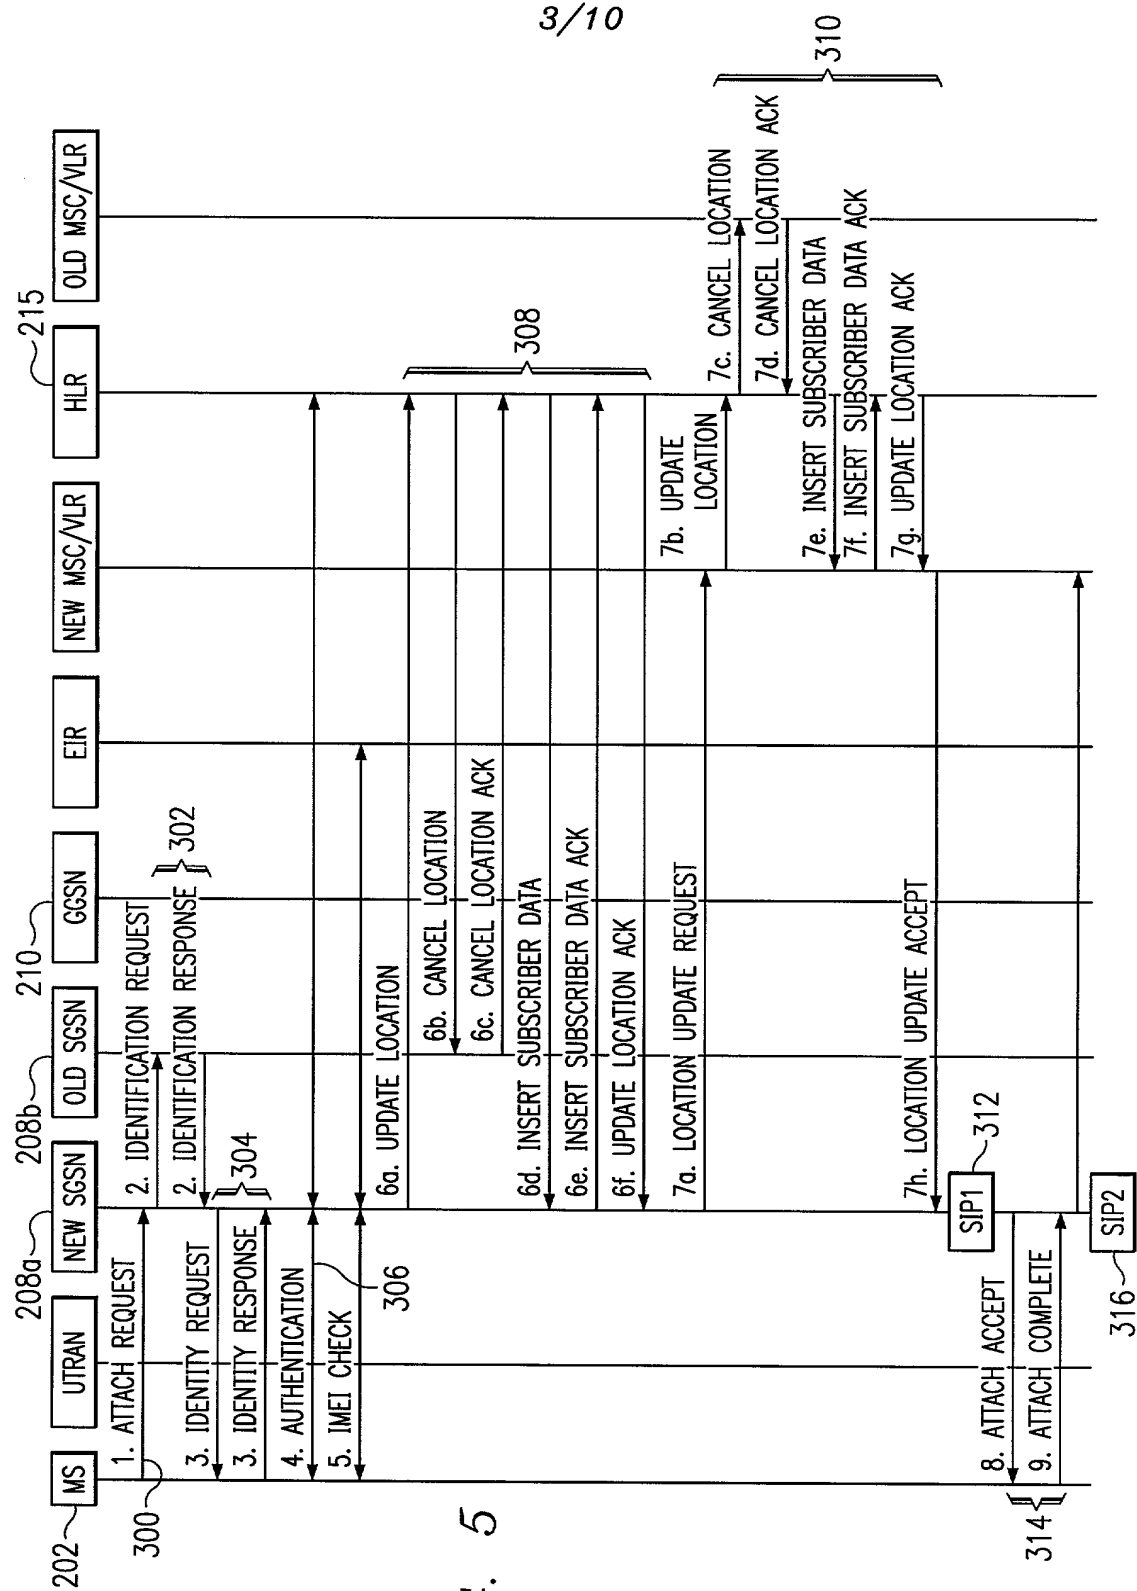 3/10
202
MS
UTRAN
208a
NEW SGSN
208b
OLD SGSN
210
GGSN
EIR
NEW MSC/VLR
215
HLR
OLD MSC/VLR
300
1. ATTACH REQUEST
2. IDENTIFICATION REQUEST
2. IDENTIFICATION RESPONSE
302
3. IDENTITY REQUEST
3. IDENTITY RESPONSE
304
4. AUTHENTICATION
306
5. IMEI CHECK
6a. UPDATE LOCATION
6b. CANCEL LOCATION
6c. CANCEL LOCATION ACK
6d. INSERT SUBSCRIBER DATA
6e. INSERT SUBSCRIBER DATA ACK
6f. UPDATE LOCATION ACK
308
7a. LOCATION UPDATE REQUEST
7b. UPDATE
LOCATION
7c. CANCEL LOCATION
7d. CANCEL LOCATION ACK
7e. INSERT SUBSCRIBER DATA
7f. INSERT SUBSCRIBER DATA ACK
7g. UPDATE LOCATION ACK
310
7h. LOCATION UPDATE ACCEPT
SIP1
312
8. ATTACH ACCEPT
9. ATTACH COMPLETE
314
SIP2
316
5